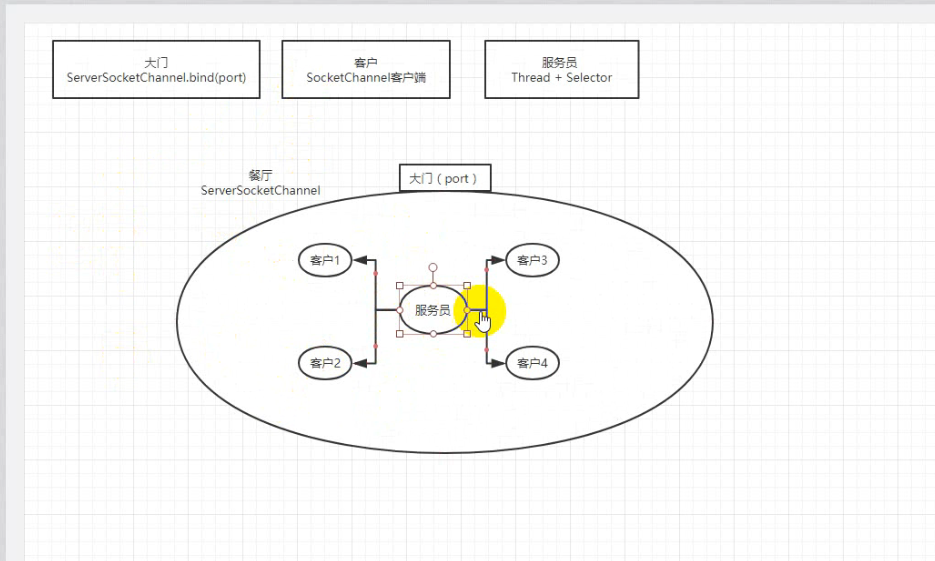 大门
ServerSocketChannel.bind(port)
客户
SocketChannel客户端
服务员
Thread + Selector
餐厅
ServerSocketChannel
大门（port）
客户1
客户3
服务员
客户2
客户4